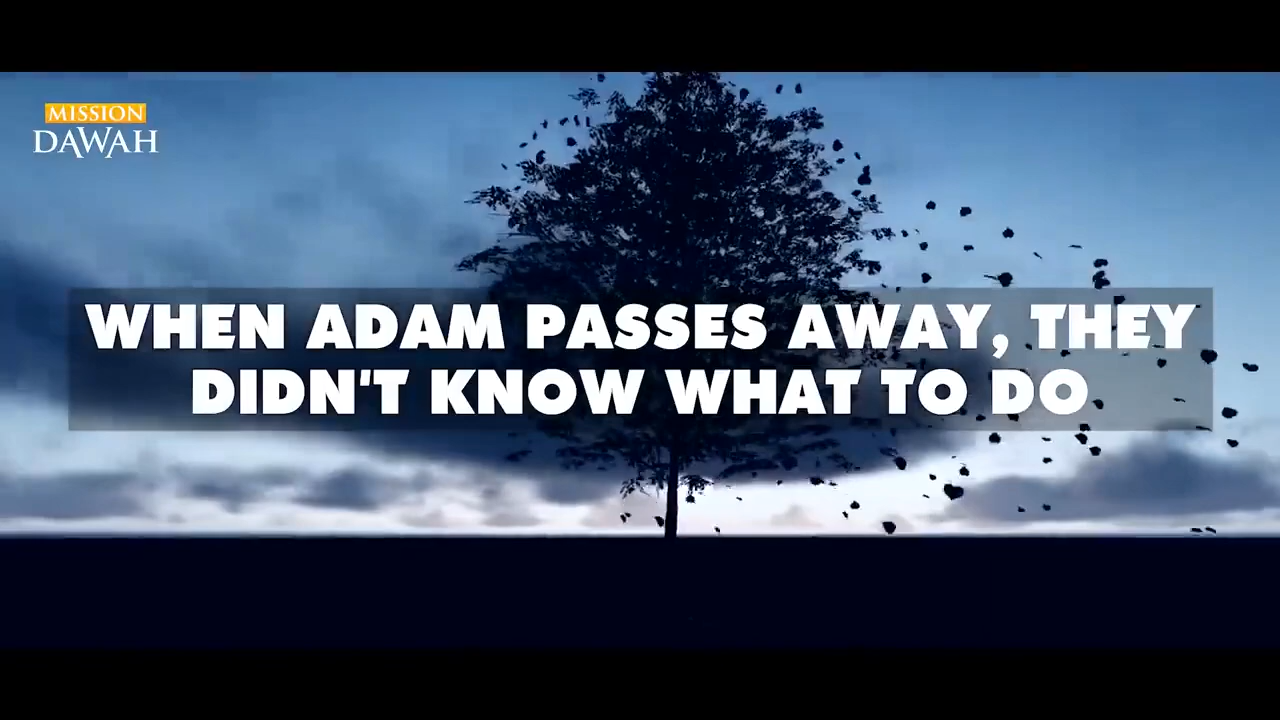 MISSION
DAWAH
WHEN ADAM PASSES AWAY, THEY
DIDN'T KNOW WHAT TO DO